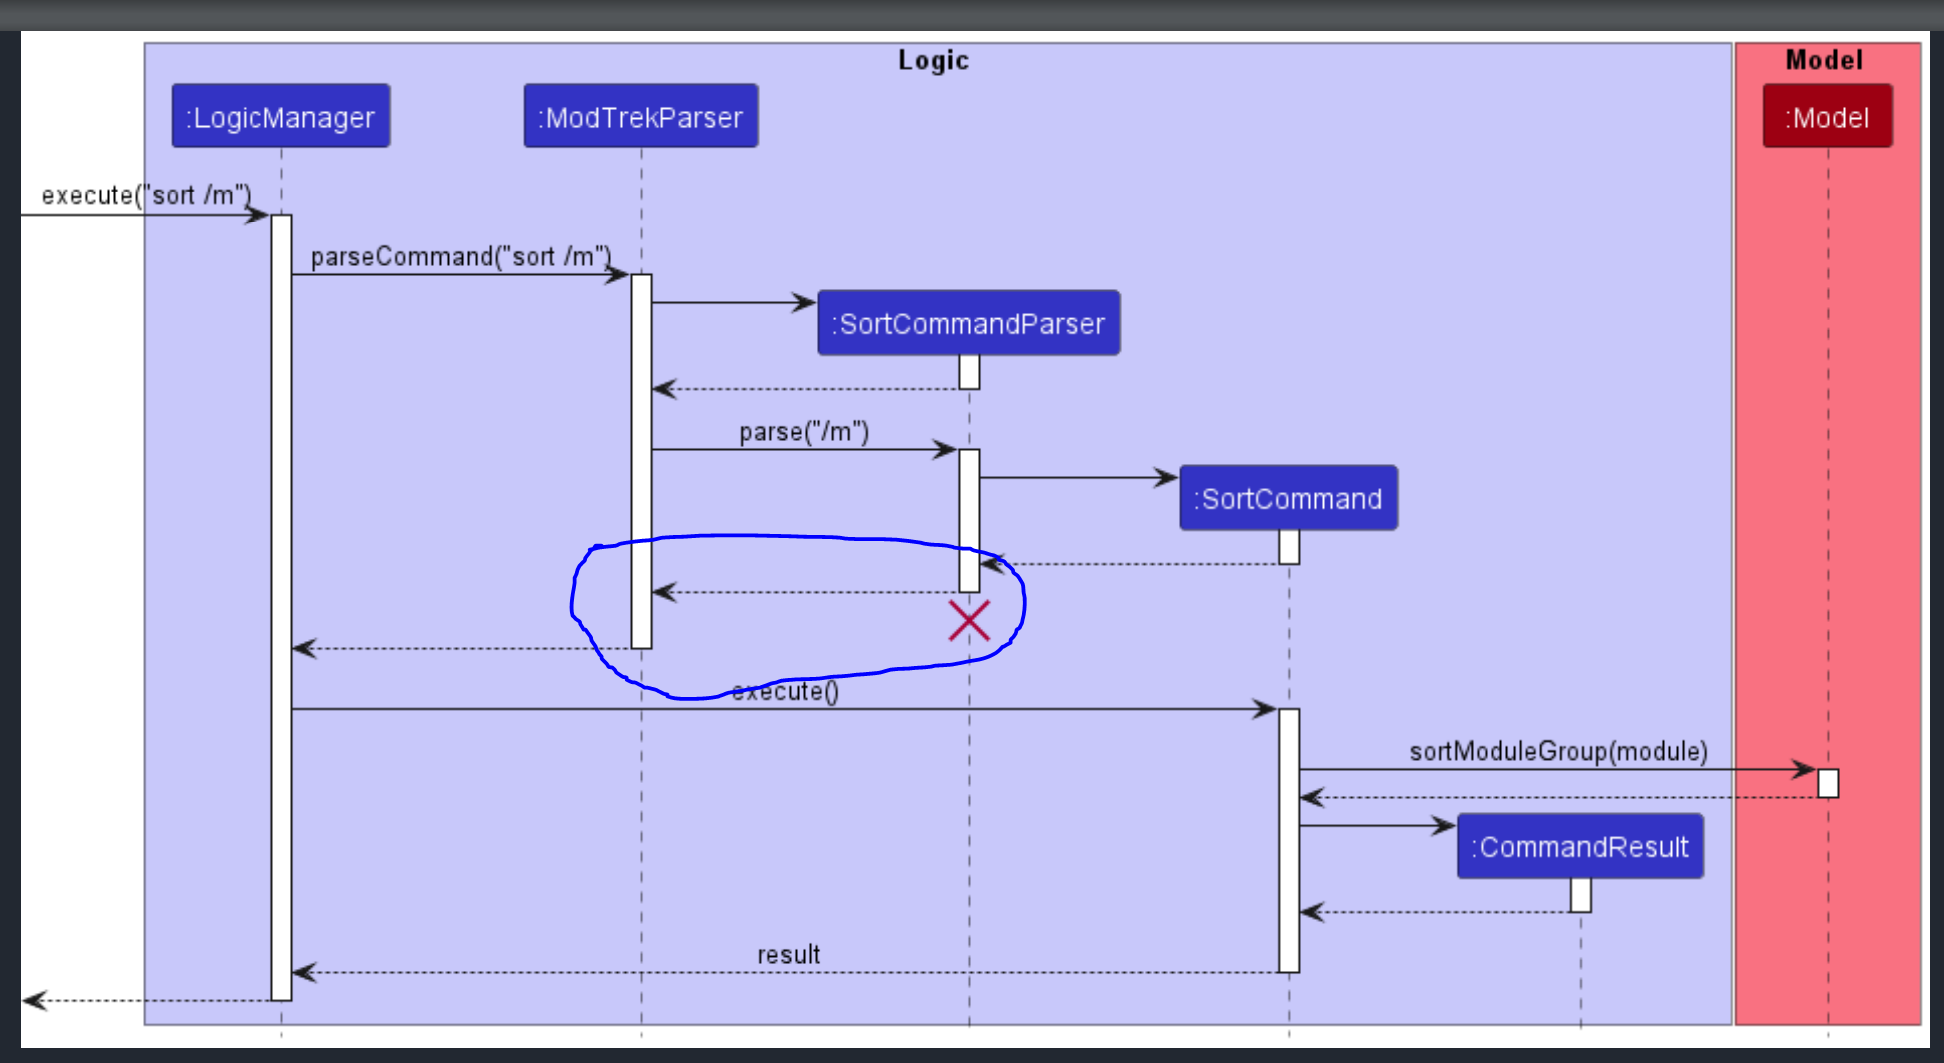 Logic
Model
:LogicManager
:ModTrekParser
:Model
execute("sort /m")
parseCommand("sort /m")
:SortCommandParser
parse("/m")
:SortCommand
execute()
sortModuleGroup(module)
:CommandResult
result